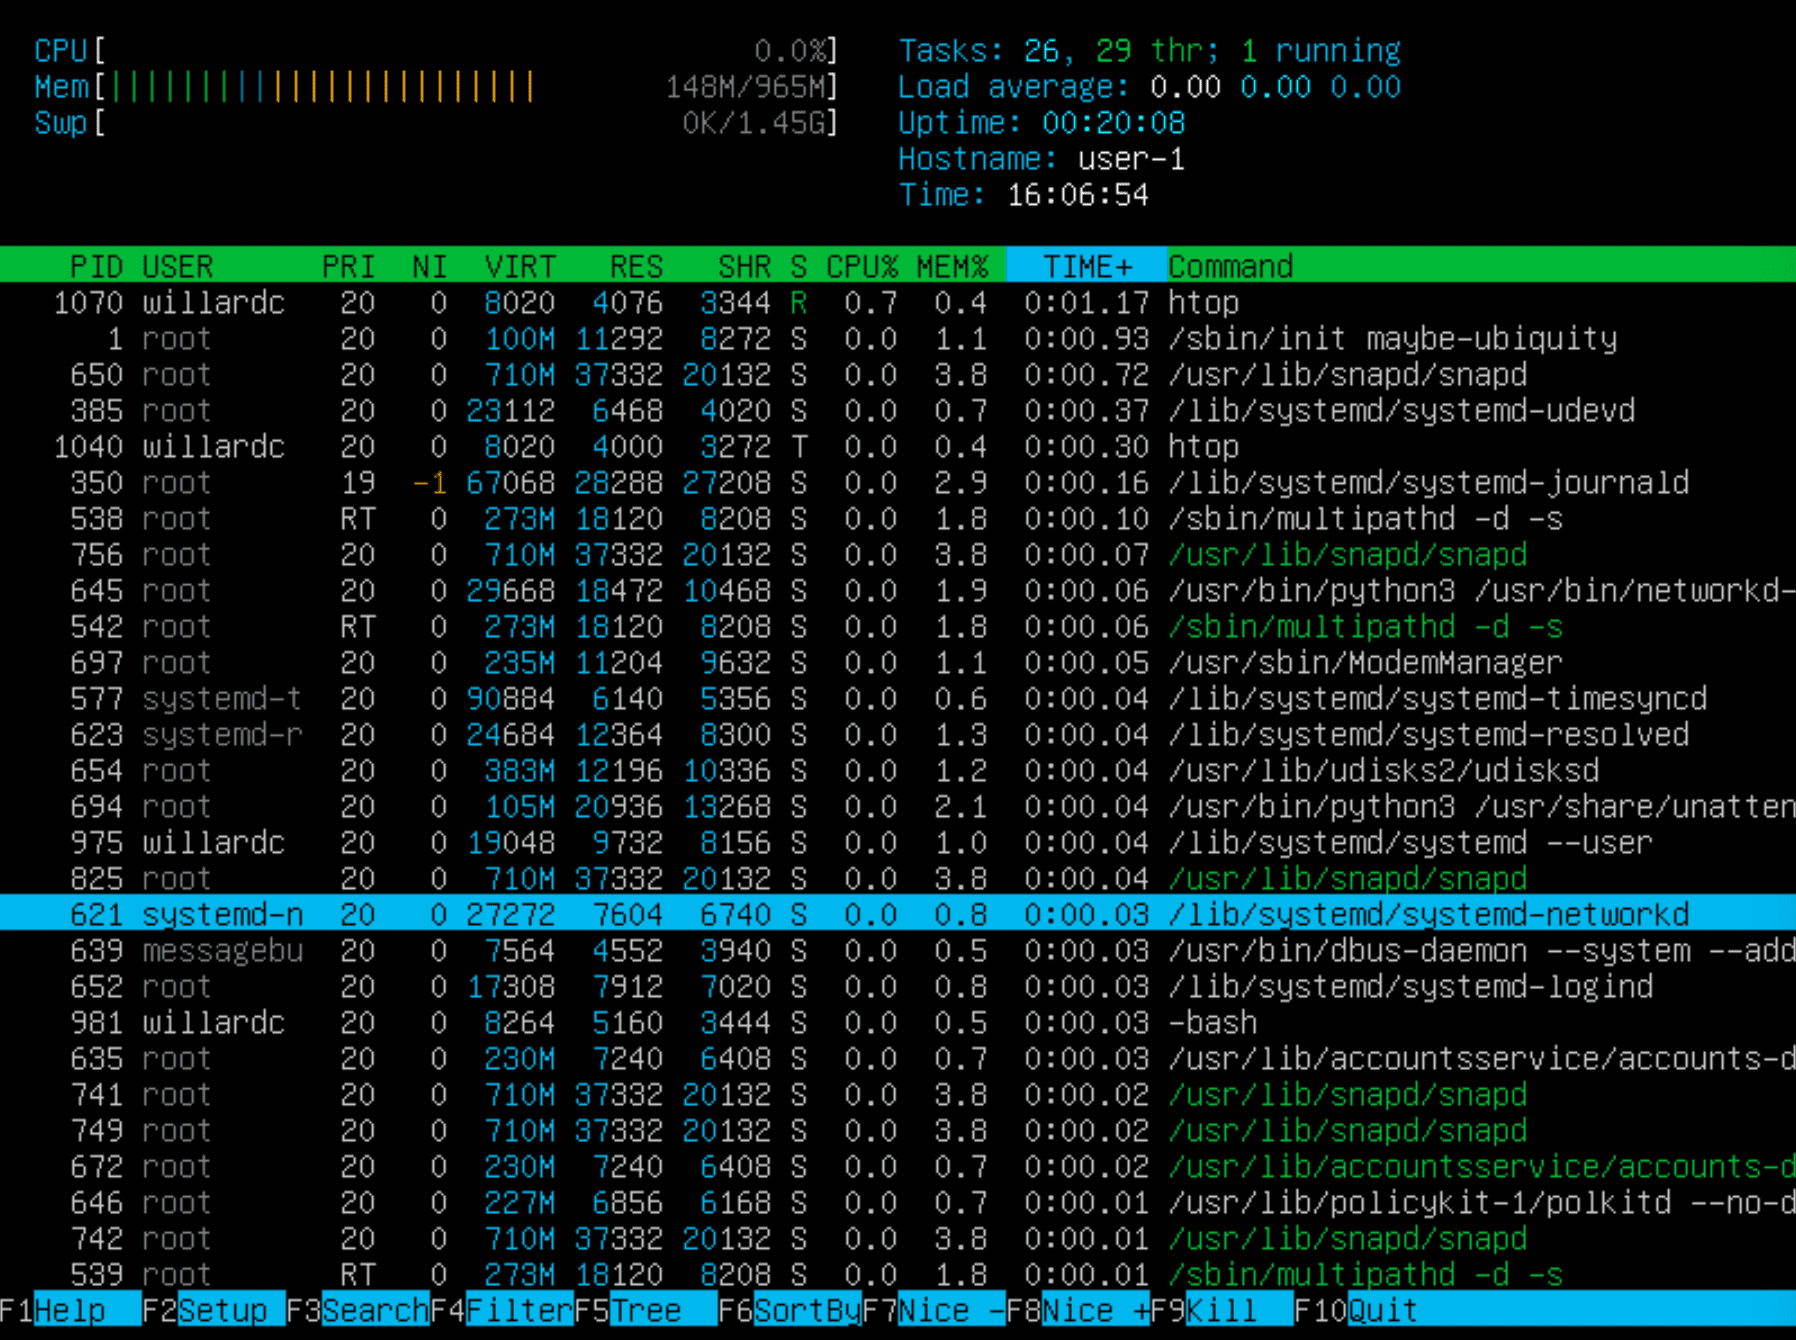 CPU[ 0.0%]
Mem[|||||||||||||||||||||||| 148M/965M]
Swp[ 0K/1.45G]
Tasks: 26, 29 thr; 1 running
Load average: 0.00 0.00 0.00
Uptime: 00:20:08
Hostname: user-1
Time: 16:06:54
PID USER PRI NI VIRT RES SHR S CPU% MEM% TIME+ Command
1070 willardc 20 0 8020 4076 3344 R 0.7 0.4 0:01.17 htop
1 root 20 0 100M 11292 8272 S 0.0 1.1 0:00.93 /sbin/init maybe-ubiquity
650 root 20 0 710M 37332 20132 S 0.0 3.8 0:00.72 /usr/lib/snapd/snapd
385 root 20 0 23112 6468 4020 S 0.0 0.7 0:00.37 /lib/systemd/systemd-udevd
1040 willardc 20 0 8020 4000 3272 T 0.0 0.4 0:00.30 htop
350 root 19 -1 67068 28288 27208 S 0.0 2.9 0:00.16 /lib/systemd/systemd-journald
538 root RT 0 273M 18120 8208 S 0.0 1.8 0:00.10 /sbin/multipathd -d -s
756 root 20 0 710M 37332 20132 S 0.0 3.8 0:00.07 /usr/lib/snapd/snapd
645 root 20 0 29668 18472 10468 S 0.0 1.9 0:00.06 /usr/bin/python3 /usr/bin/networkd-
542 root RT 0 273M 18120 8208 S 0.0 1.8 0:00.06 /sbin/multipathd -d -s
697 root 20 0 235M 11204 9632 S 0.0 1.1 0:00.05 /usr/sbin/ModemManager
577 systemd-t 20 0 90884 6140 5356 S 0.0 0.6 0:00.04 /lib/systemd/systemd-timesyncd
623 systemd-r 20 0 24684 12364 8300 S 0.0 1.3 0:00.04 /lib/systemd/systemd-resolved
654 root 20 0 383M 12196 10336 S 0.0 1.2 0:00.04 /usr/lib/udisks2/udisksd
694 root 20 0 105M 20936 13268 S 0.0 2.1 0:00.04 /usr/bin/python3 /usr/share/unatten
975 willardc 20 0 19048 9732 8156 S 0.0 1.0 0:00.04 /lib/systemd/systemd --user
825 root 20 0 710M 37332 20132 S 0.0 3.8 0:00.04 /usr/lib/snapd/snapd
621 systemd-n 20 0 27272 7604 6740 S 0.0 0.8 0:00.03 /lib/systemd/systemd-networkd
639 messagebu 20 0 7564 4552 3940 S 0.0 0.5 0:00.03 /usr/bin/dbus-daemon --system --add
652 root 20 0 17308 7912 7020 S 0.0 0.8 0:00.03 /lib/systemd/systemd-logind
981 willardc 20 0 8264 5160 3444 S 0.0 0.5 0:00.03 -bash
635 root 20 0 230M 7240 6408 S 0.0 0.7 0:00.03 /usr/lib/accountsservice/accounts-d
741 root 20 0 710M 37332 20132 S 0.0 3.8 0:00.02 /usr/lib/snapd/snapd
749 root 20 0 710M 37332 20132 S 0.0 3.8 0:00.02 /usr/lib/snapd/snapd
672 root 20 0 230M 7240 6408 S 0.0 0.7 0:00.02 /usr/lib/accountsservice/accounts-d
646 root 20 0 227M 6856 6168 S 0.0 0.7 0:00.01 /usr/lib/policykit-1/polkitd --no-d
742 root 20 0 710M 37332 20132 S 0.0 3.8 0:00.01 /usr/lib/snapd/snapd
539 root RT 0 273M 18120 8208 S 0.0 1.8 0:00.01 /sbin/multipathd -d -s
F1Help F2Setup F3SearchF4FilterF5Tree F6SortByF7Nice -F8Nice +F9Kill F10Quit